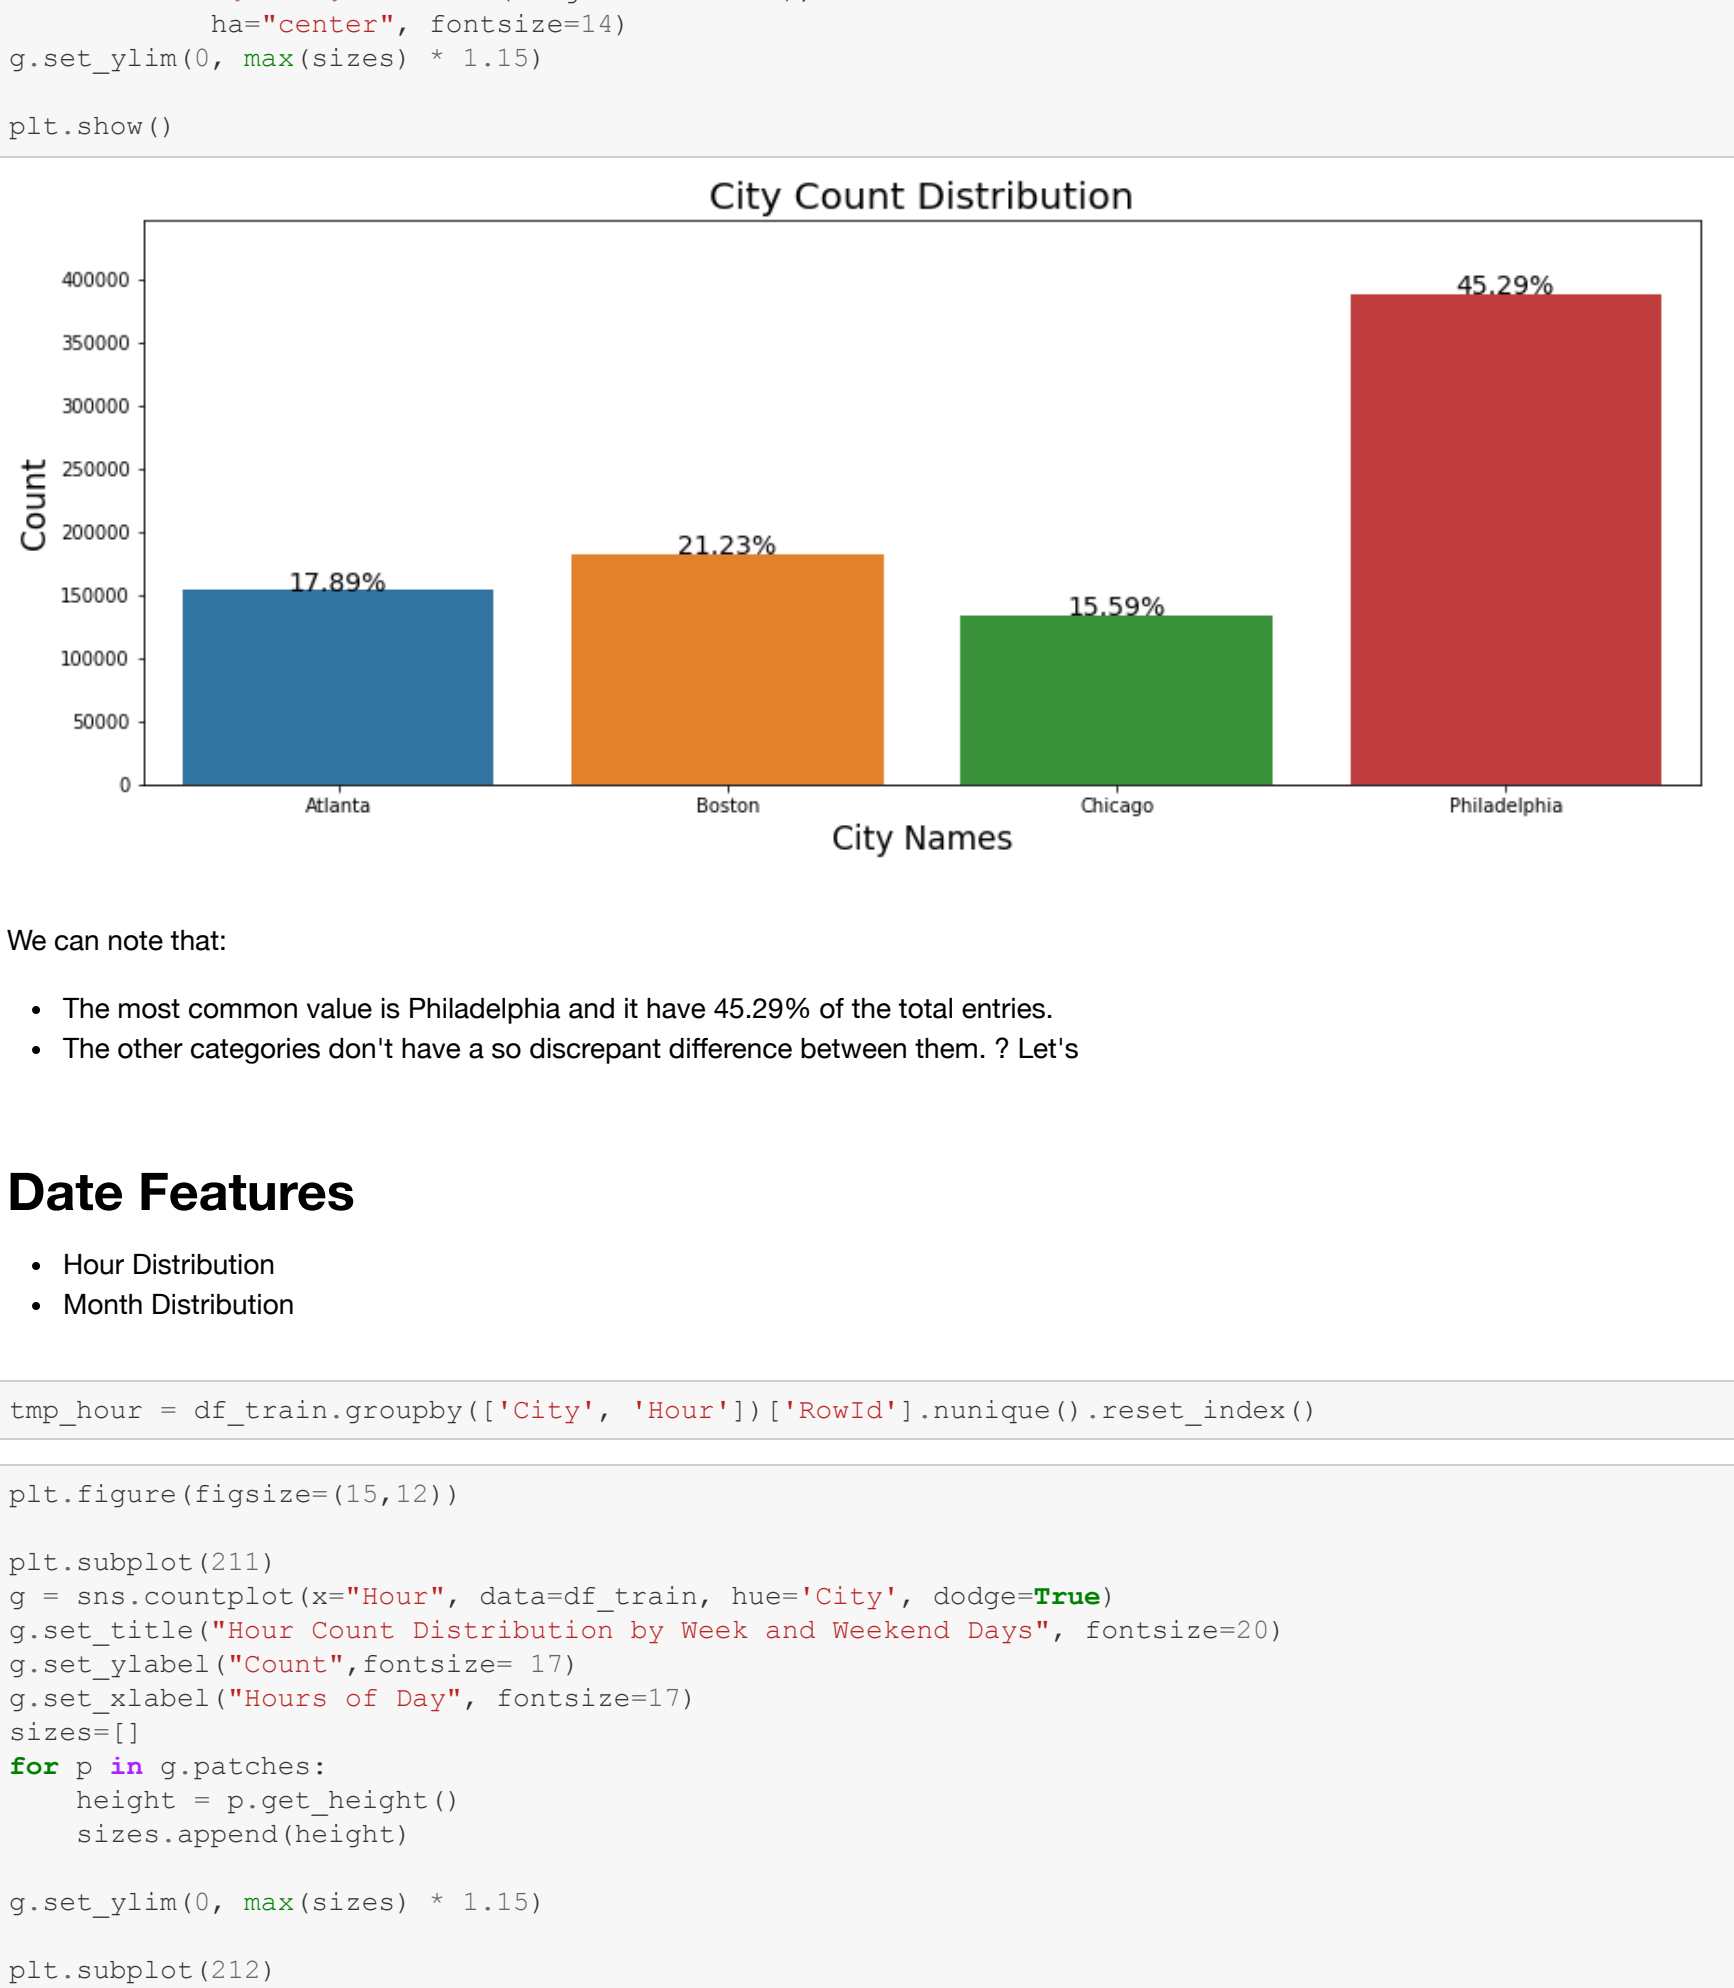 ha="center", fontsize=14)
g.set_ylim(0, max(sizes) * 1.15)
plt.show()
City Count Distribution
400000
350000
300000
250000
200000
150000
100000
50000
0
Count
45.29%
21.23%
17.89%
15.59%
Atlanta Boston Chicago Philadelphia
City Names
We can note that:
• The most common value is Philadelphia and it have 45.29% of the total entries.
• The other categories don't have a so discrepant difference between them. ? Let's
Date Features
• Hour Distribution
• Month Distribution
tmp_hour = df_train.groupby(['City', 'Hour'])['RowId'].nunique().reset_index()
plt.figure(figsize=(15,12))
plt.subplot(211)
g = sns.countplot(x="Hour", data=df_train, hue='City', dodge=True)
g.set_title("Hour Count Distribution by Week and Weekend Days", fontsize=20)
g.set_ylabel("Count",fontsize= 17)
g.set_xlabel("Hours of Day", fontsize=17)
sizes=[]
for p in g.patches:
    height = p.get_height()
    sizes.append(height)
g.set_ylim(0, max(sizes) * 1.15)
plt.subplot(212)